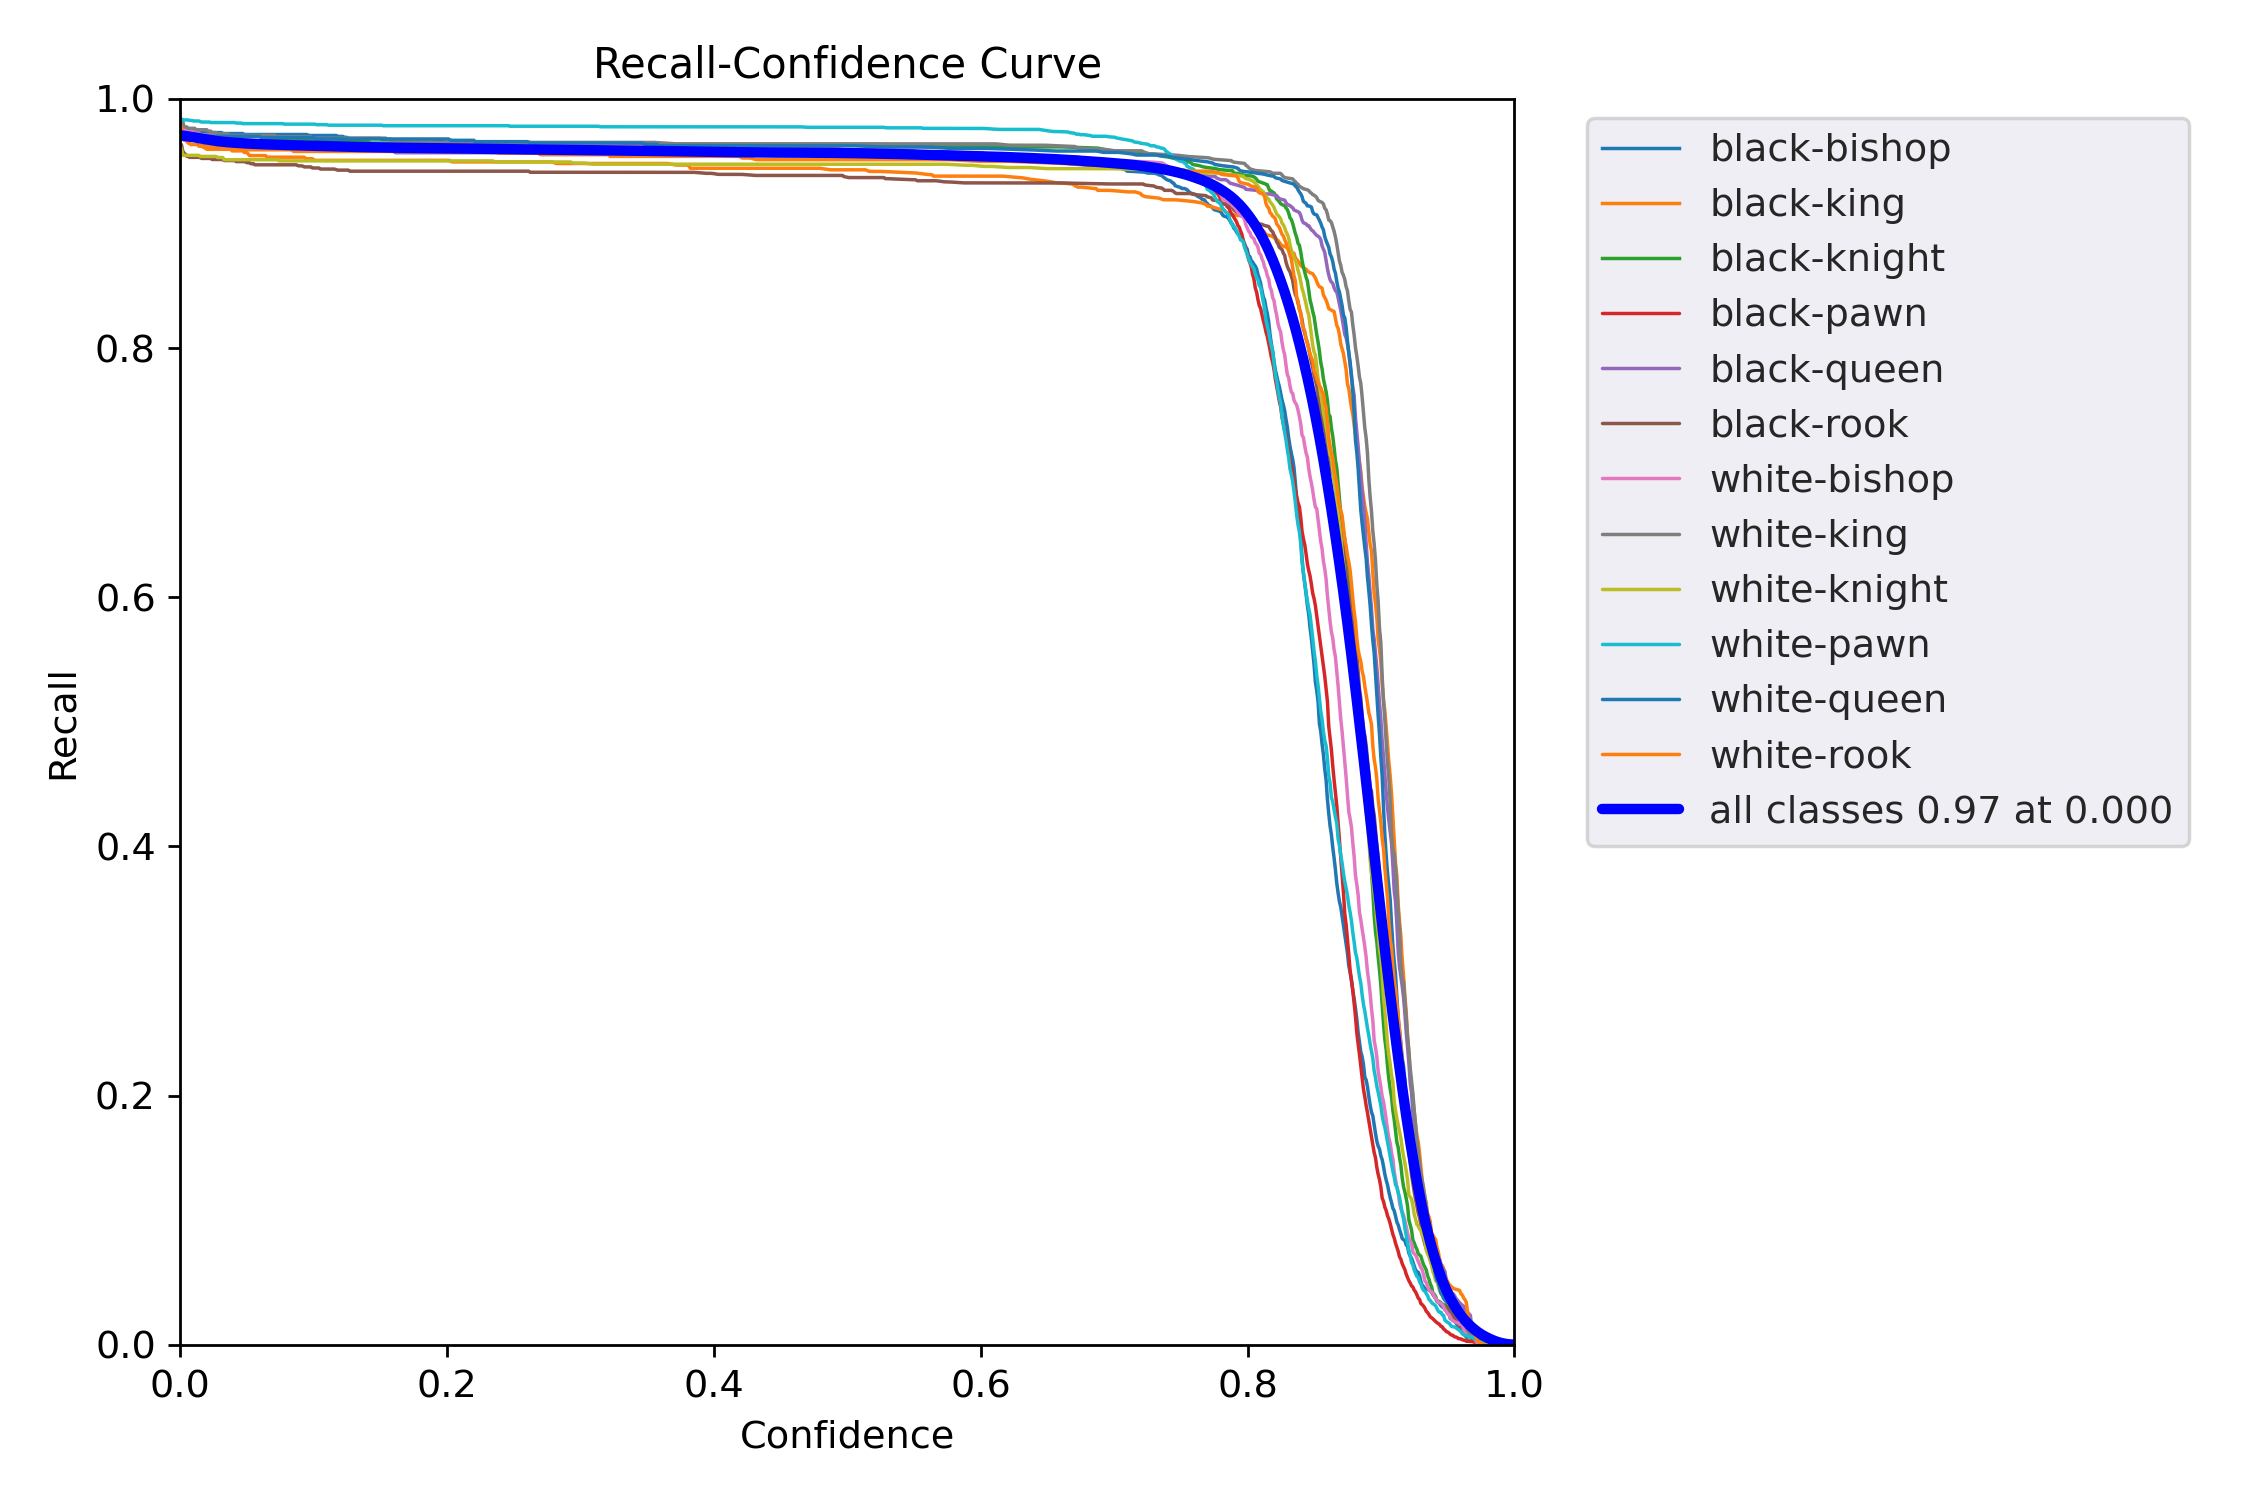 Recall-Confidence Curve
1.0
0.8
0.6
0.4
0.2
0.0
Recall
0.0 0.2 0.4 0.6 0.8 1.0
Confidence
black-bishop
black-king
black-knight
black-pawn
black-queen
black-rook
white-bishop
white-king
white-knight
white-pawn
white-queen
white-rook
all classes 0.97 at 0.000